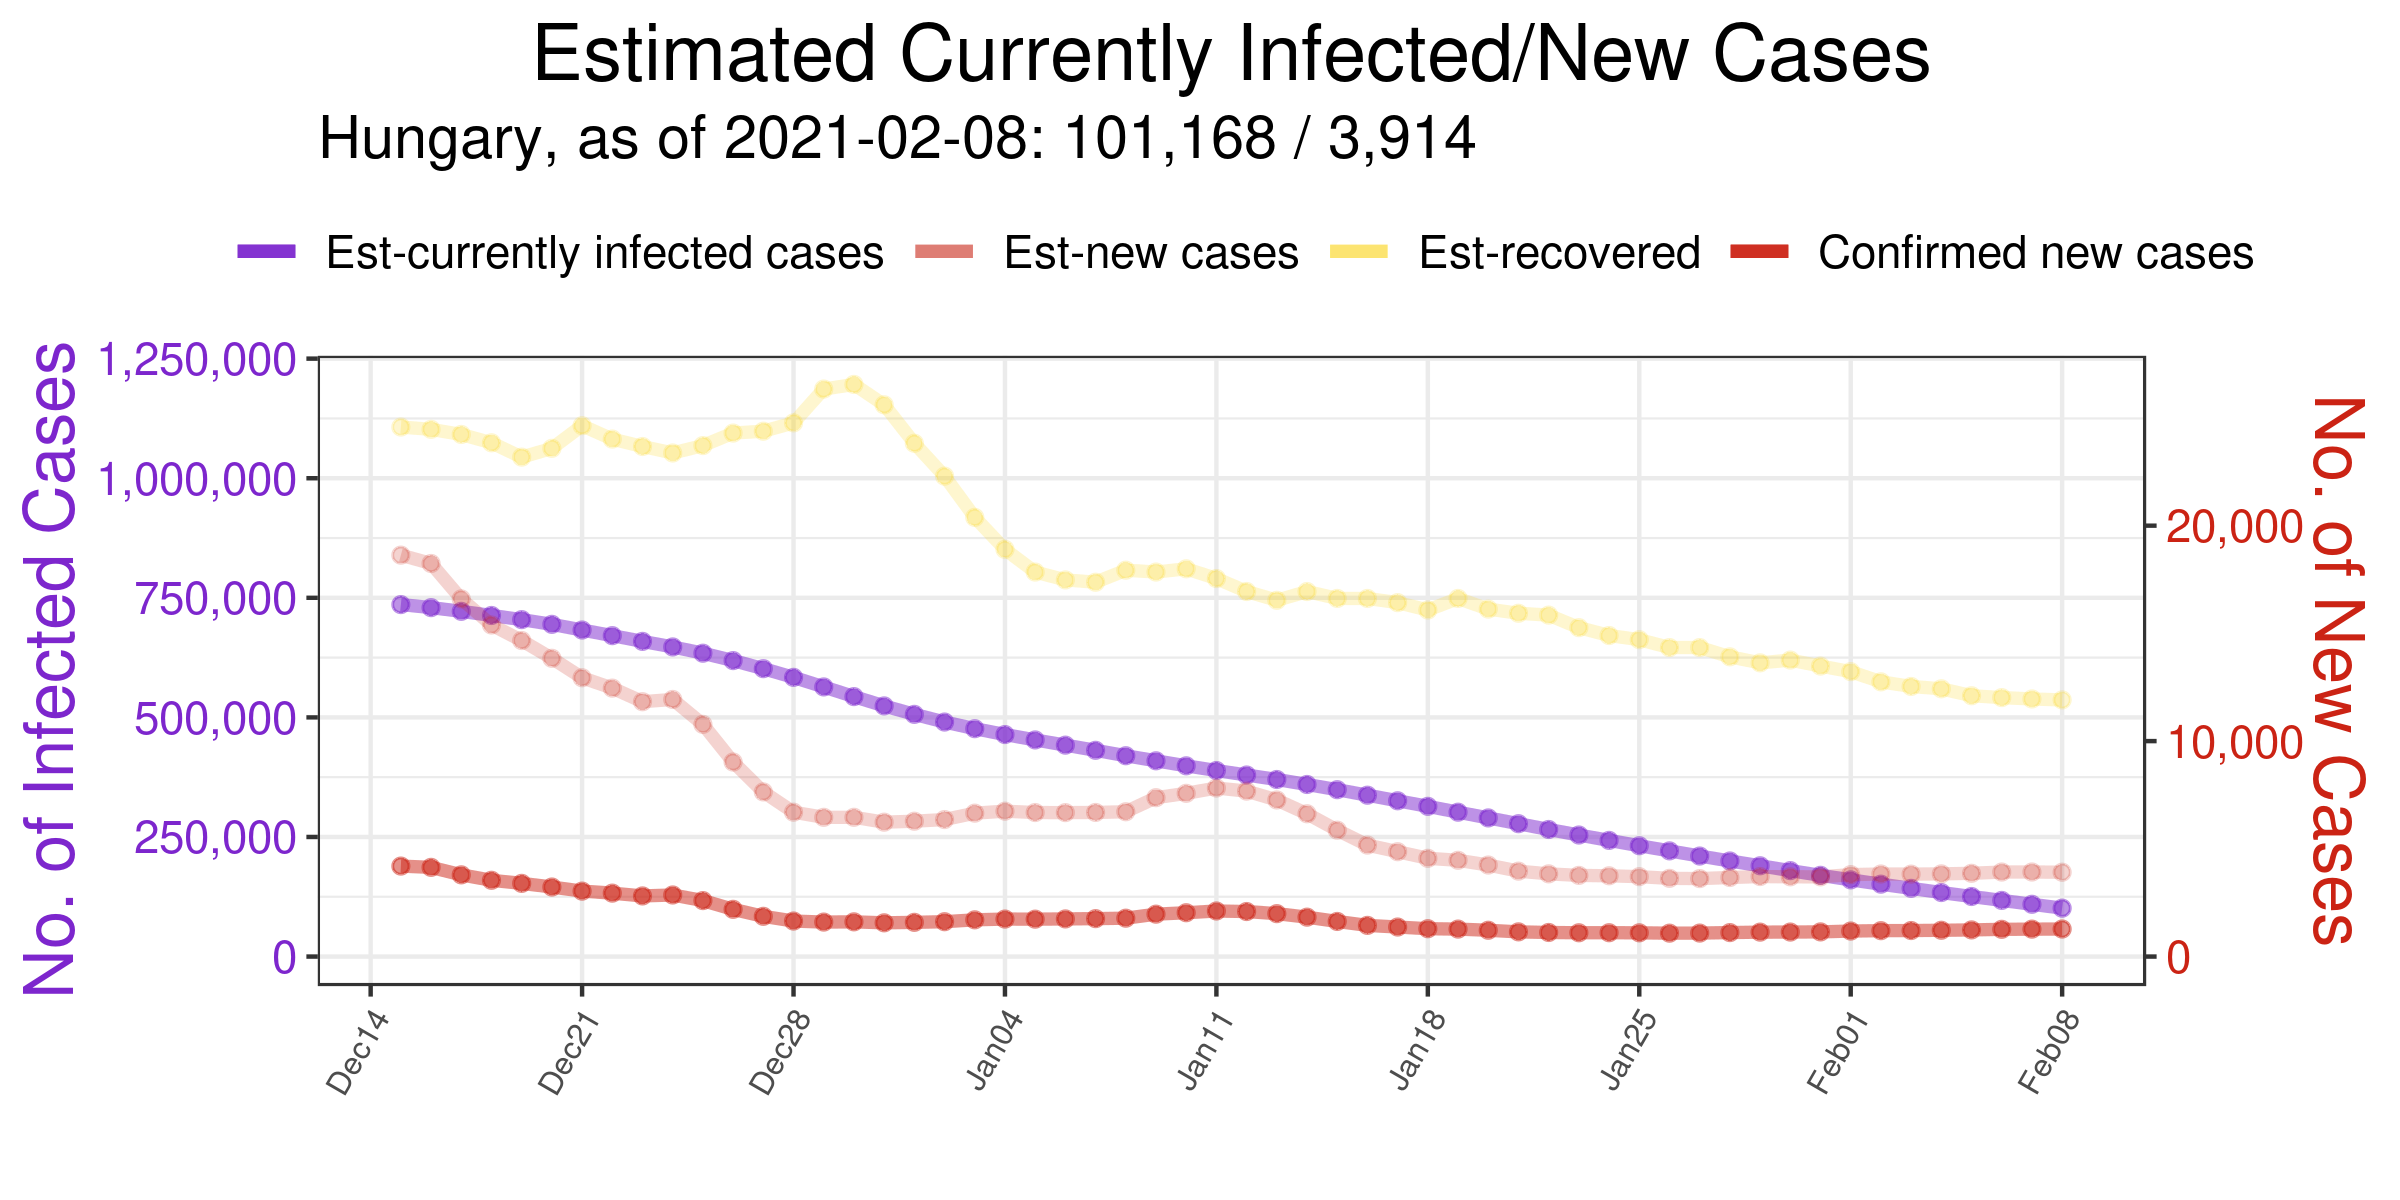 Estimated Currently Infected/New Cases
Hungary, as of 2021-02-08: 101,168 / 3,914
Est-currently infected cases Est-new cases Est-recovered Confirmed new cases
No. of Infected Cases
1,250,000
1,000,000
750,000
500,000
250,000
0
20,000
10,000
0
No. of New Cases
Dec14 Dec21 Dec28 Jan04 Jan11 Jan18 Jan25 Feb01 Feb08